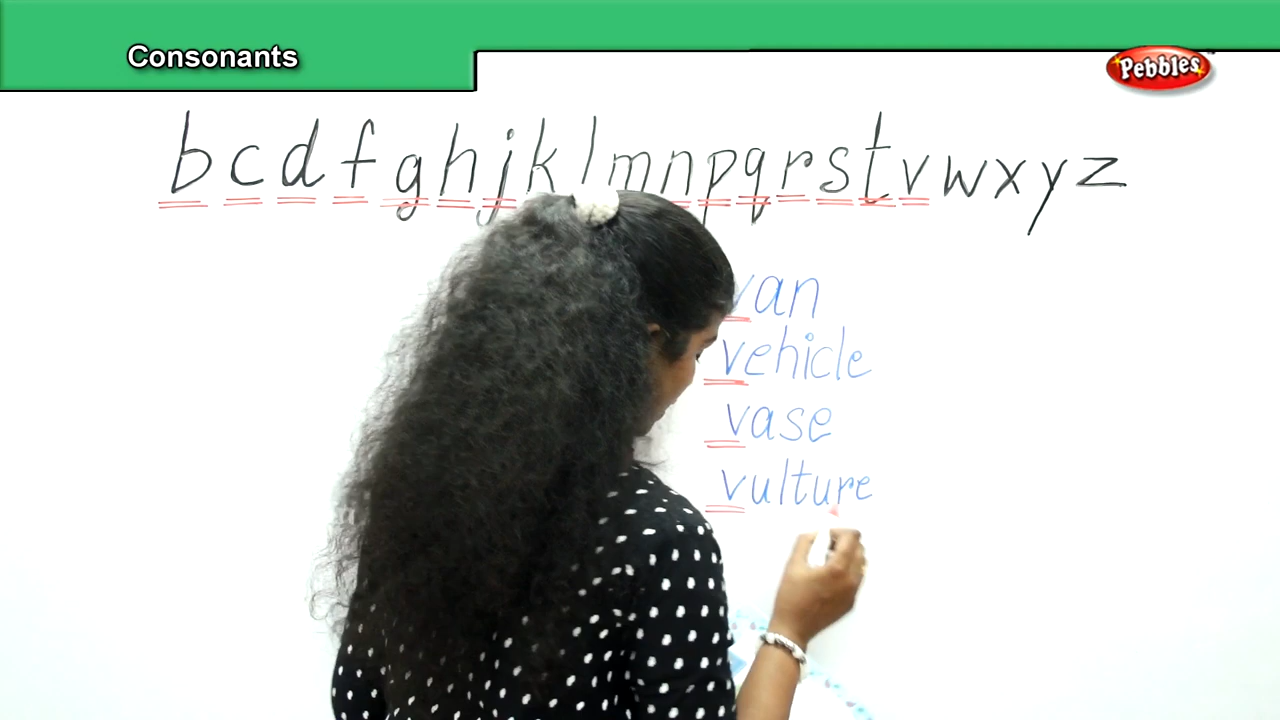 Consonants
Pebbles
b c d f g h j k l m n p q r s t v w x y z
van
vehicle
vase
vulture